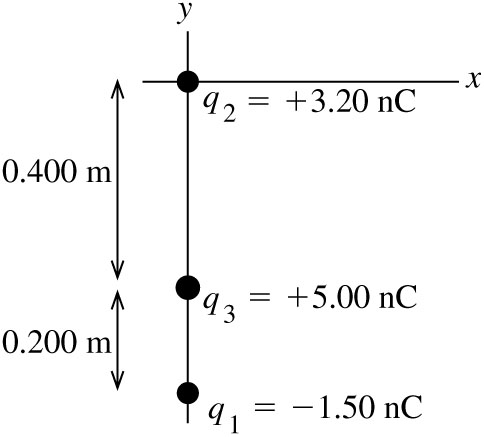 y
x
q2 = +3.20 nC
0.400 m
q3 = +5.00 nC
0.200 m
q1 = −1.50 nC